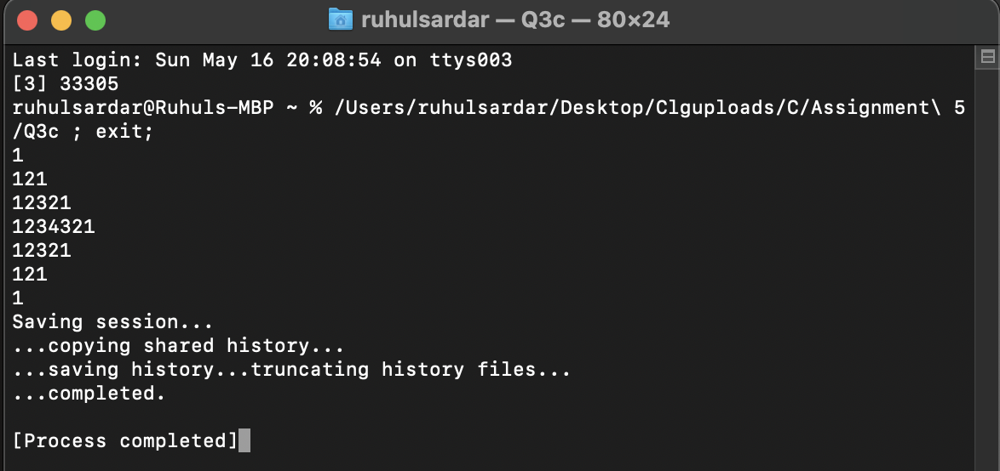 ruhulsardar — Q3c — 80×24
Last login: Sun May 16 20:08:54 on ttys003
[3] 33305
ruhulsardar@Ruhuls-MBP ~ % /Users/ruhulsardar/Desktop/Clguploads/C/Assignment\ 5
/Q3c ; exit;
1
121
12321
1234321
12321
121
1
Saving session...
...copying shared history...
...saving history...truncating history files...
...completed.
[Process completed]